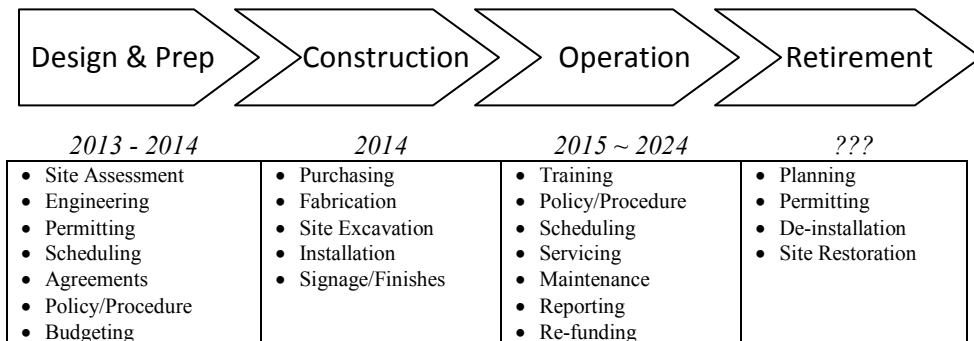 Design & Prep
Construction
Operation
Retirement
2013 - 2014
2014
2015 ~ 2024
???
• Site Assessment
• Engineering
• Permitting
• Scheduling
• Agreements
• Policy/Procedure
• Budgeting
• Purchasing
• Fabrication
• Site Excavation
• Installation
• Signage/Finishes
• Training
• Policy/Procedure
• Scheduling
• Servicing
• Maintenance
• Reporting
• Re-funding
• Planning
• Permitting
• De-installation
• Site Restoration